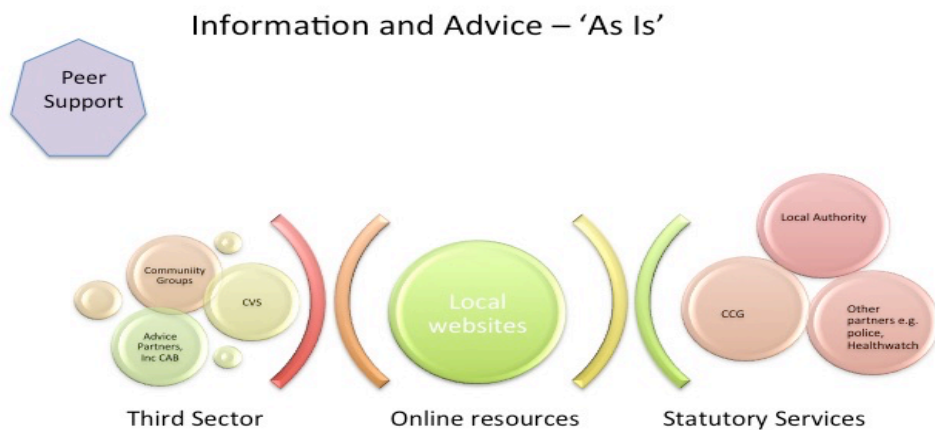 Information and Advice – ‘As Is’
Peer
Support
Communiity
Groups
CVS
Advice
Partners,
Inc CAB
Local
websites
Local Authority
CCG
Other
partners e.g.
police,
Healthwatch
Third Sector
Online resources
Statutory Services